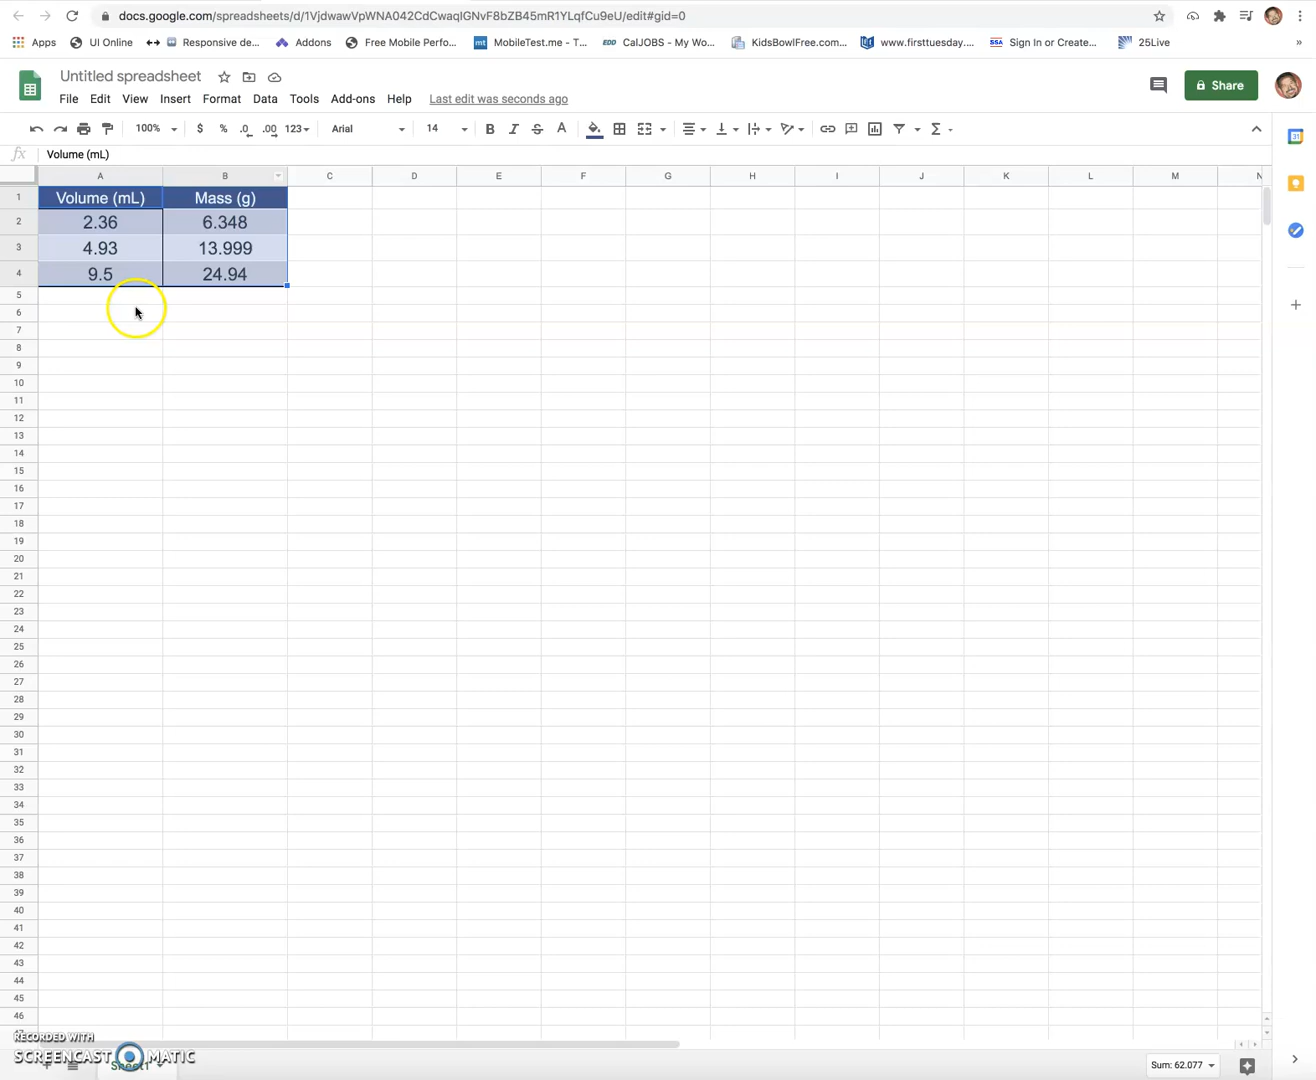 docs.google.com/spreadsheets/d/1VjdwawVpWNA042CdCwaqIGNvF8bZB45mR1YLqfCu9eU/edit#gid=0
Apps UI Online Responsive de... Addons Free Mobile Perfo... mt MobileTest.me - T... EDD CalJOBS - My Wo... KidsBowlFree.com... www.firsttuesday.... SSA Sign In or Create... 25Live »
Untitled spreadsheet
File Edit View Insert Format Data Tools Add-ons Help Last edit was seconds ago
Share
100% $ % .0 .00 123 Arial 14 B I S A Σ
31
fx Volume (mL)
A B C D E F G H I J K L M N
1 Volume (mL) Mass (g)
2 2.36 6.348
3 4.93 13.999
4 9.5 24.94
5
6
7
8
9
10
11
12
13
14
15
16
17
18
19
20
21
22
23
24
25
26
27
28
29
30
31
32
33
34
35
36
37
38
39
40
41
42
43
44
45
46
RECORDED WITH
SCREENCAST MATIC
Sheet1
Sum: 62.077